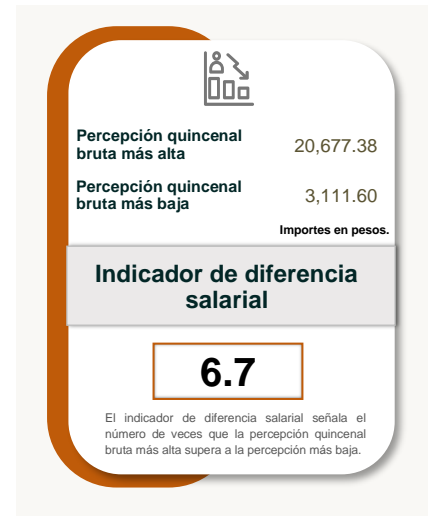 Percepción quincenal
bruta más alta
20,677.38
Percepción quincenal
bruta más baja
3,111.60
Importes en pesos.
Indicador de diferencia
salarial
6.7
El indicador de diferencia salarial señala el
número de veces que la percepción quincenal
bruta más alta supera a la percepción más baja.